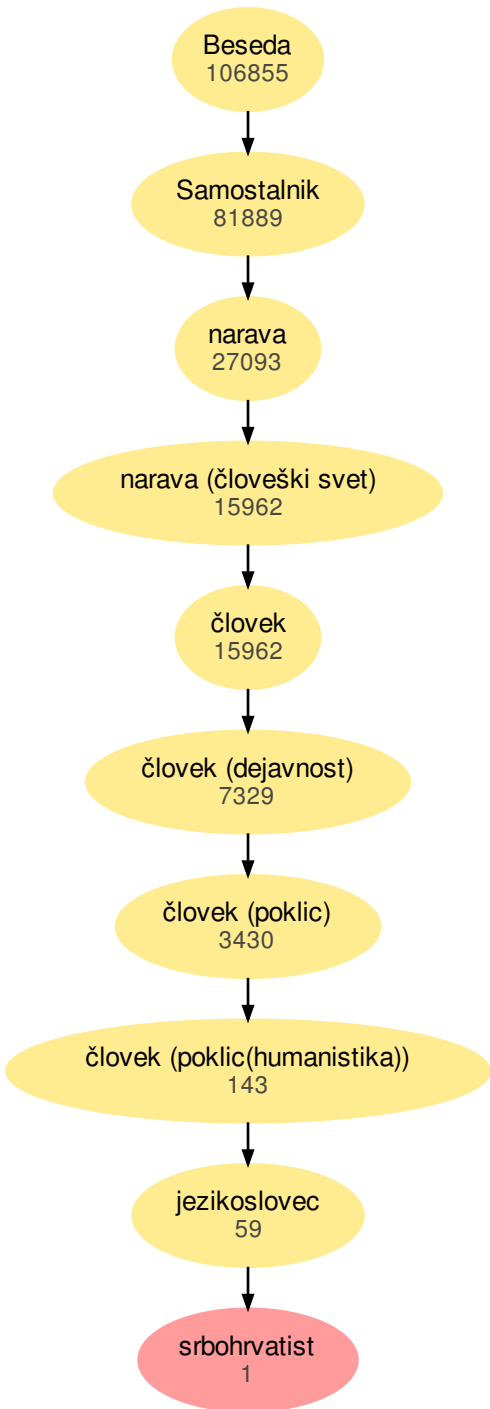 Beseda
106855
Samostalnik
81889
narava
27093
narava (človeški svet)
15962
človek
15962
človek (dejavnost)
7329
človek (poklic)
3430
človek (poklic(humanistika))
143
jezikoslovec
59
srbohrvatist
1